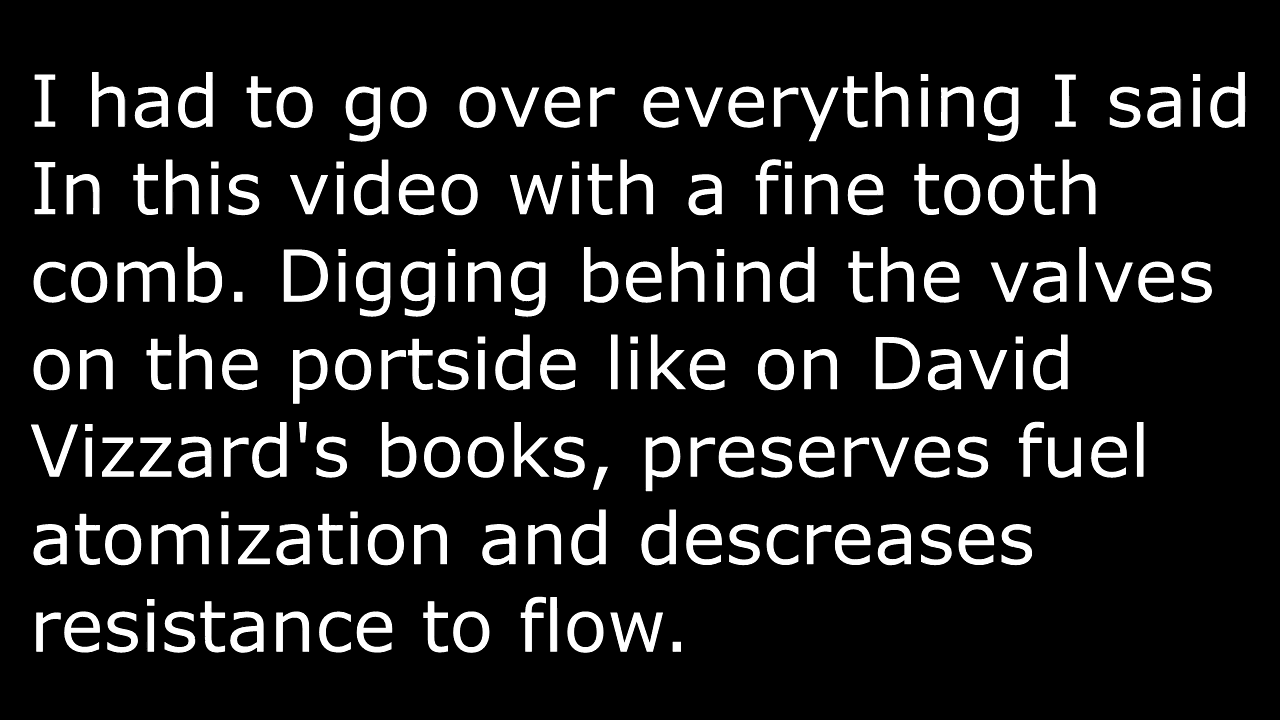 I had to go over everything I said
In this video with a fine tooth
comb. Digging behind the valves
on the portside like on David
Vizzard's books, preserves fuel
atomization and descreases
resistance to flow.